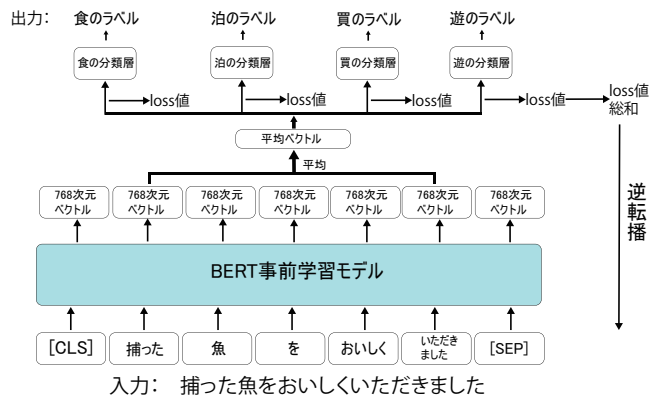 出力： 食のラベル 泊のラベル 買のラベル 遊のラベル
食の分類層 泊の分類層 買の分類層 遊の分類層
loss値 loss値 loss値 loss値 loss値
総和
平均ベクトル
平均
768次元 768次元 768次元 768次元 768次元 768次元 768次元
ベクトル ベクトル ベクトル ベクトル ベクトル ベクトル ベクトル
逆転播
BERT事前学習モデル
[CLS] 捕った 魚 を おいしく いただき [SEP]
ました
入力： 捕った魚をおいしくいただきました